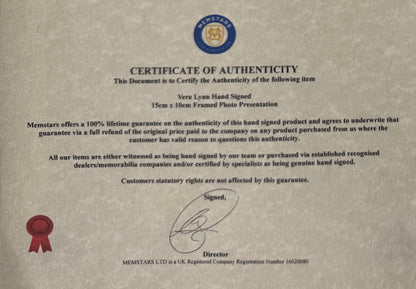 MEMSTARS
CERTIFICATE OF AUTHENTICITY
This Document is to Certify the Authenticity of the following item
Vera Lynn Hand Signed
15cm x 10cm Framed Photo Presentation
Memstars offers a 100% lifetime guarantee on the authenticity of this hand signed product and agrees to underwrite that
guarantee via a full refund of the original price paid to the company on any product purchased from us where the
customer has valid reason to questions this authenticity.
All our items are either witnessed as being hand signed by our team or purchased via established recognised
dealers/memorabilia companies and/or certified by specialists as being genuine hand signed.
Customers statutory rights are not affected by this guarantee.
Signed,
Director
MEMSTARS LTD is a UK Registered Company Registration Number 16620080